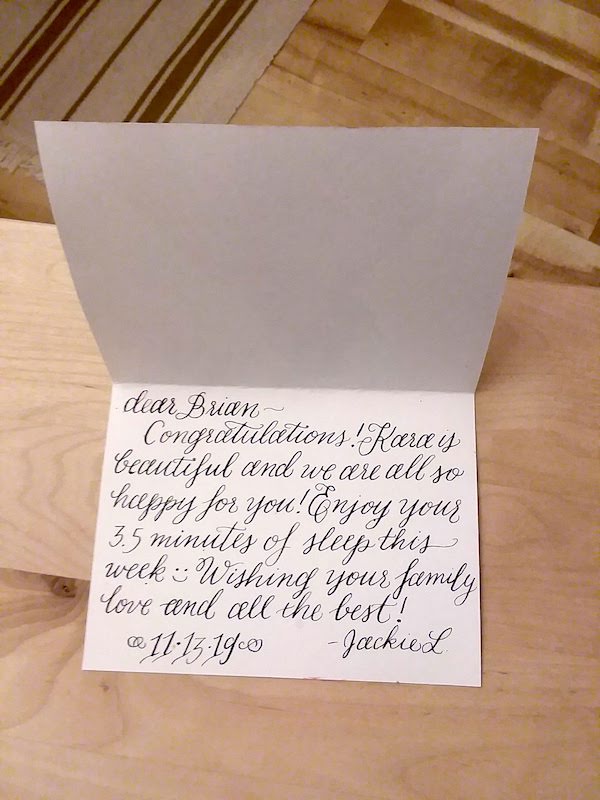 dear Brian~
Congratulations! Kara is
beautiful and we are all so
happy for you! Enjoy your
3.5 minutes of sleep this
week :) Wishing your family
love and all the best!
11·13·19 -Jackie L.